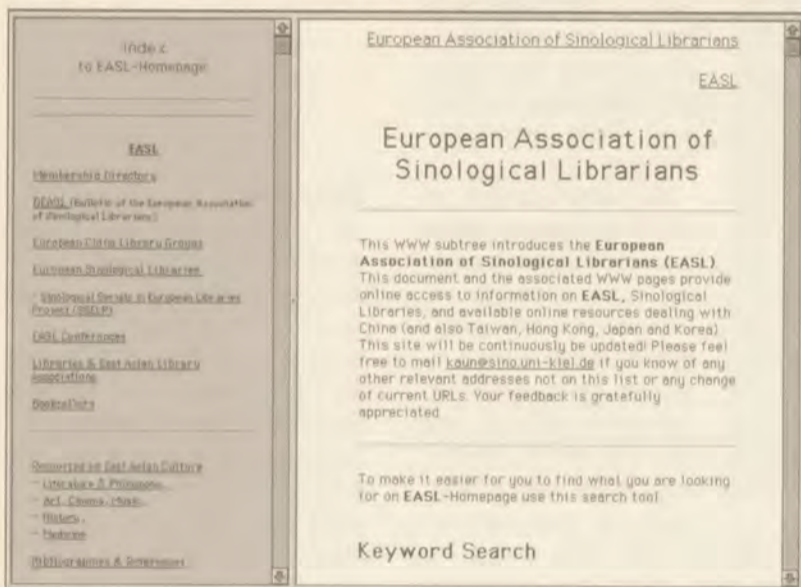 Index
to EASL-Homepage
EASL
Membership Directory
BEASL (Bulletin of the European Association
of Sinological Librarians)
European China Library Groups
European Sinological Libraries
- Sinological Serials in European Libraries
Project (SSELP)
EASL Conferences
Libraries & East Asian Library
Associations
Booksellers
Resources on East Asian Culture
- Literature & Philosophy
- Art, Cinema, Music
- History
- Medicine
Bibliographies & References
European Association of Sinological Librarians
EASL
European Association of
Sinological Librarians
This WWW subtree introduces the European
Association of Sinological Librarians (EASL)
This document and the associated WWW pages provide
online access to information on EASL, Sinological
Libraries, and available online resources dealing with
China (and also Taiwan, Hong Kong, Japan and Korea)
This site will be continuously be updated! Please feel
free to mail kaun@sino.uni-kiel.de if you know of any
other relevant addresses not on this list or any change
of current URLs. Your feedback is gratefully
appreciated
To make it easier for you to find what you are looking
for on EASL-Homepage use this search tool
Keyword Search